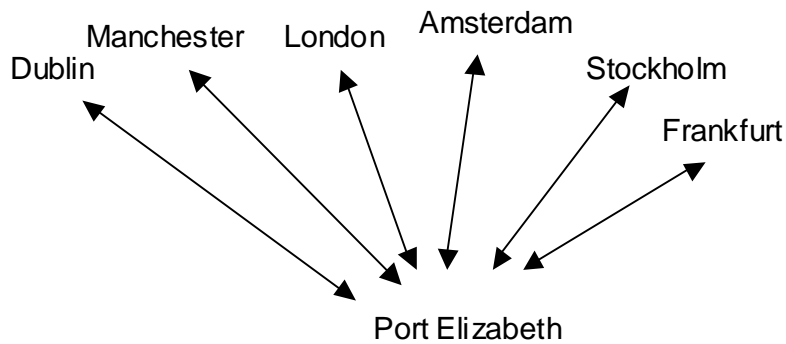 Dublin
Manchester
London
Amsterdam
Stockholm
Frankfurt
Port Elizabeth